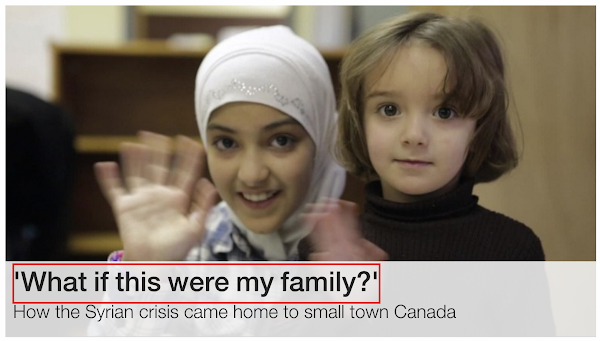 'What if this were my family?'
How the Syrian crisis came home to small town Canada